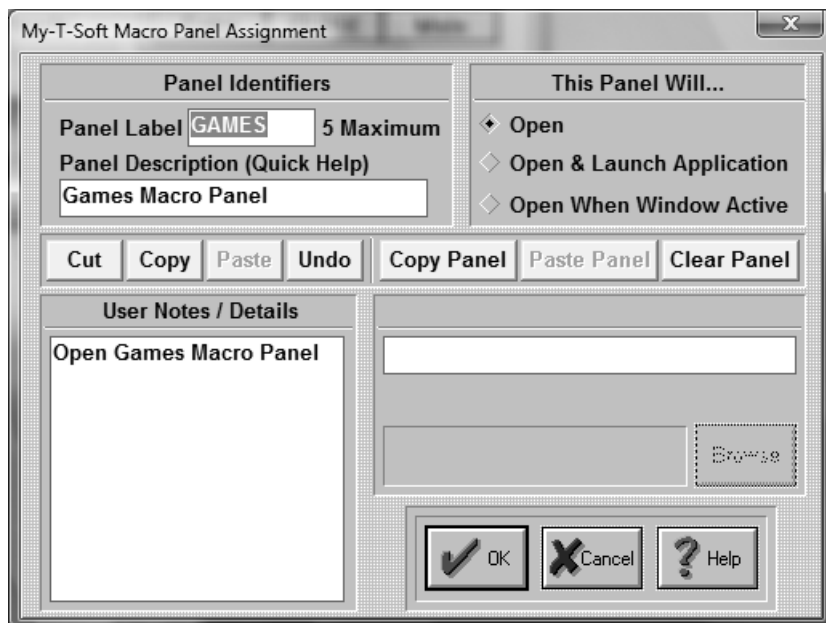 My-T-Soft Macro Panel Assignment
X
Panel Identifiers
Panel Label GAMES 5 Maximum
Panel Description (Quick Help)
Games Macro Panel
This Panel Will...
Open
Open & Launch Application
Open When Window Active
Cut Copy Paste Undo Copy Panel Paste Panel Clear Panel
User Notes / Details
Open Games Macro Panel
Browse
OK Cancel ? Help